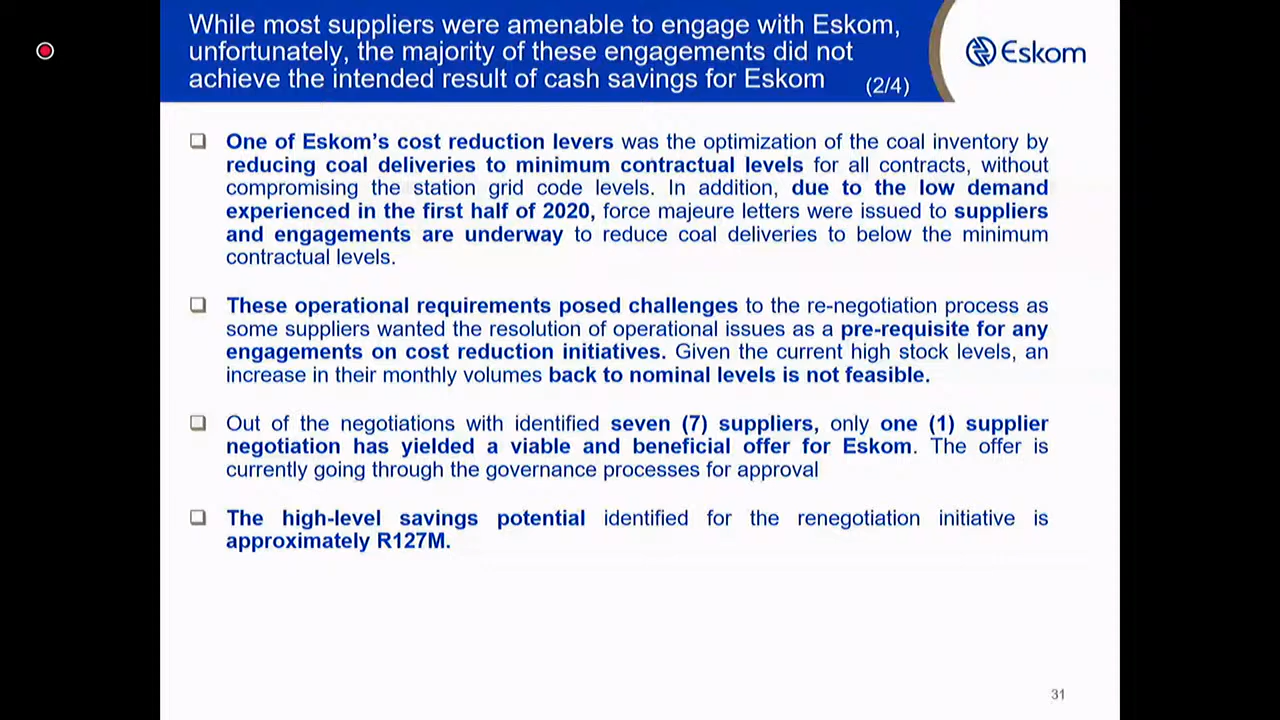 While most suppliers were amenable to engage with Eskom,
unfortunately, the majority of these engagements did not
achieve the intended result of cash savings for Eskom (2/4)
Eskom
One of Eskom's cost reduction levers was the optimization of the coal inventory by
reducing coal deliveries to minimum contractual levels for all contracts, without
compromising the station grid code levels. In addition, due to the low demand
experienced in the first half of 2020, force majeure letters were issued to suppliers
and engagements are underway to reduce coal deliveries to below the minimum
contractual levels.
These operational requirements posed challenges to the re-negotiation process as
some suppliers wanted the resolution of operational issues as a pre-requisite for any
engagements on cost reduction initiatives. Given the current high stock levels, an
increase in their monthly volumes back to nominal levels is not feasible.
Out of the negotiations with identified seven (7) suppliers, only one (1) supplier
negotiation has yielded a viable and beneficial offer for Eskom. The offer is
currently going through the governance processes for approval
The high-level savings potential identified for the renegotiation initiative is
approximately R127M.
31